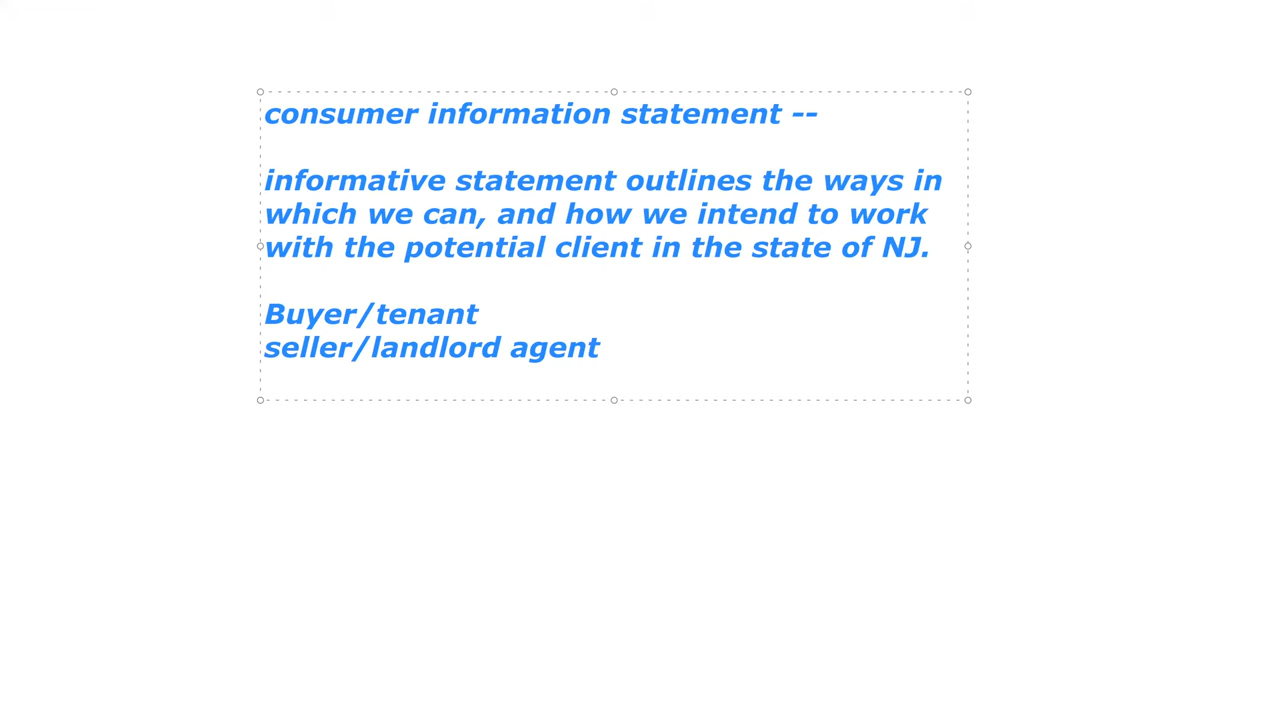 consumer information statement --
informative statement outlines the ways in
which we can, and how we intend to work
with the potential client in the state of NJ.
Buyer/tenant
seller/landlord agent